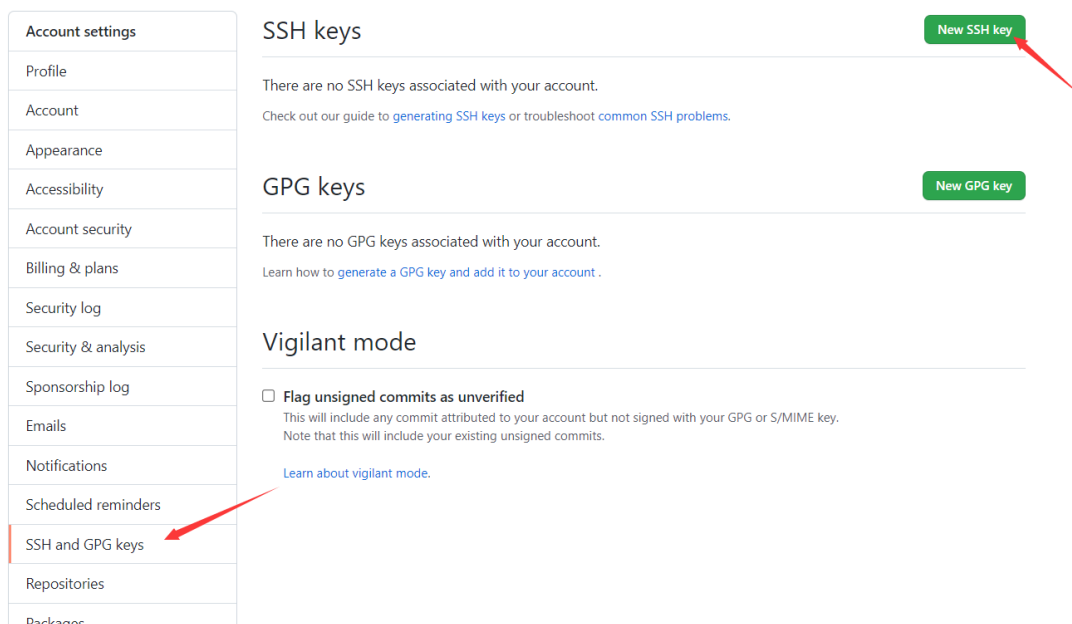 Account settings
Profile
Account
Appearance
Accessibility
Account security
Billing & plans
Security log
Security & analysis
Sponsorship log
Emails
Notifications
Scheduled reminders
SSH and GPG keys
Repositories
Packages
SSH keys
New SSH key
There are no SSH keys associated with your account.
Check out our guide to generating SSH keys or troubleshoot common SSH problems.
GPG keys
New GPG key
There are no GPG keys associated with your account.
Learn how to generate a GPG key and add it to your account .
Vigilant mode
Flag unsigned commits as unverified
This will include any commit attributed to your account but not signed with your GPG or S/MIME key.
Note that this will include your existing unsigned commits.
Learn about vigilant mode.